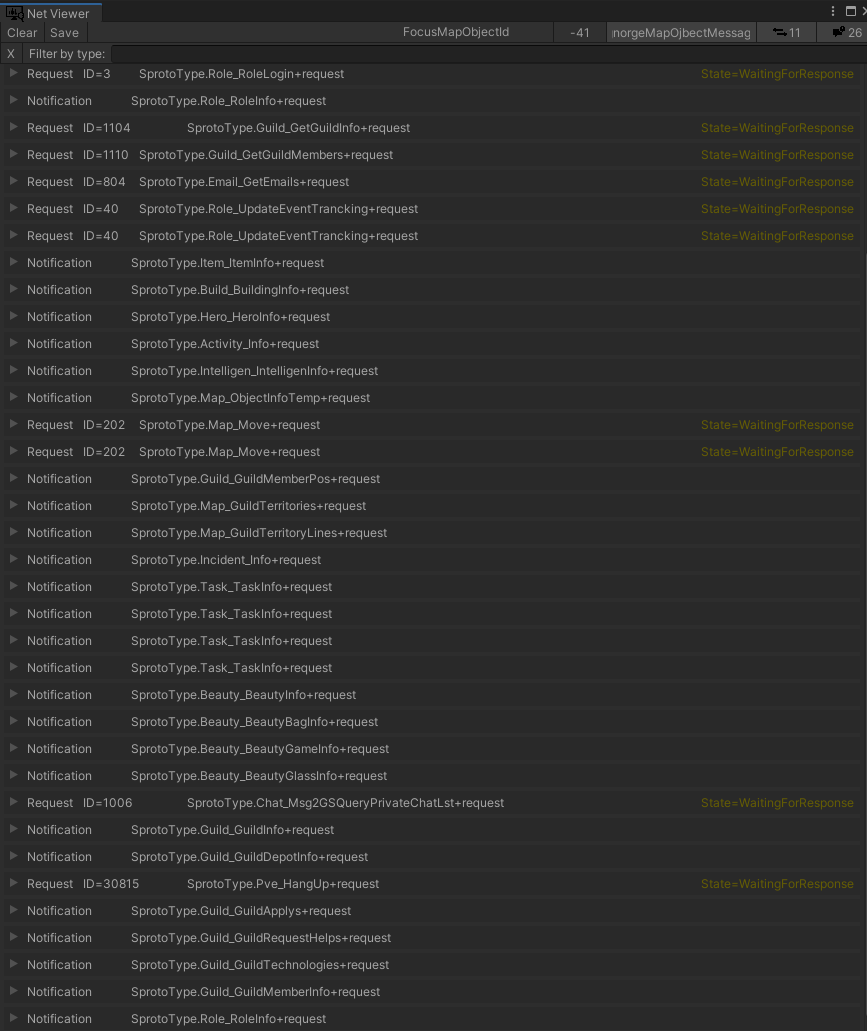 Net Viewer
Clear Save FocusMapObjectId -41 norgeMapOjbectMessag 11 26
X Filter by type:
Request ID=3 SprotoType.Role_RoleLogin+request State=WaitingForResponse
Notification SprotoType.Role_RoleInfo+request
Request ID=1104 SprotoType.Guild_GetGuildInfo+request State=WaitingForResponse
Request ID=1110 SprotoType.Guild_GetGuildMembers+request State=WaitingForResponse
Request ID=804 SprotoType.Email_GetEmails+request State=WaitingForResponse
Request ID=40 SprotoType.Role_UpdateEventTrancking+request State=WaitingForResponse
Request ID=40 SprotoType.Role_UpdateEventTrancking+request State=WaitingForResponse
Notification SprotoType.Item_ItemInfo+request
Notification SprotoType.Build_BuildingInfo+request
Notification SprotoType.Hero_HeroInfo+request
Notification SprotoType.Activity_Info+request
Notification SprotoType.Intelligen_IntelligenInfo+request
Notification SprotoType.Map_ObjectInfoTemp+request
Request ID=202 SprotoType.Map_Move+request State=WaitingForResponse
Request ID=202 SprotoType.Map_Move+request State=WaitingForResponse
Notification SprotoType.Guild_GuildMemberPos+request
Notification SprotoType.Map_GuildTerritories+request
Notification SprotoType.Map_GuildTerritoryLines+request
Notification SprotoType.Incident_Info+request
Notification SprotoType.Task_TaskInfo+request
Notification SprotoType.Task_TaskInfo+request
Notification SprotoType.Task_TaskInfo+request
Notification SprotoType.Task_TaskInfo+request
Notification SprotoType.Beauty_BeautyInfo+request
Notification SprotoType.Beauty_BeautyBagInfo+request
Notification SprotoType.Beauty_BeautyGameInfo+request
Notification SprotoType.Beauty_BeautyGlassInfo+request
Request ID=1006 SprotoType.Chat_Msg2GSQueryPrivateChatLst+request State=WaitingForResponse
Notification SprotoType.Guild_GuildInfo+request
Notification SprotoType.Guild_GuildDepotInfo+request
Request ID=30815 SprotoType.Pve_HangUp+request State=WaitingForResponse
Notification SprotoType.Guild_GuildApplys+request
Notification SprotoType.Guild_GuildRequestHelps+request
Notification SprotoType.Guild_GuildTechnologies+request
Notification SprotoType.Guild_GuildMemberInfo+request
Notification SprotoType.Role_RoleInfo+request